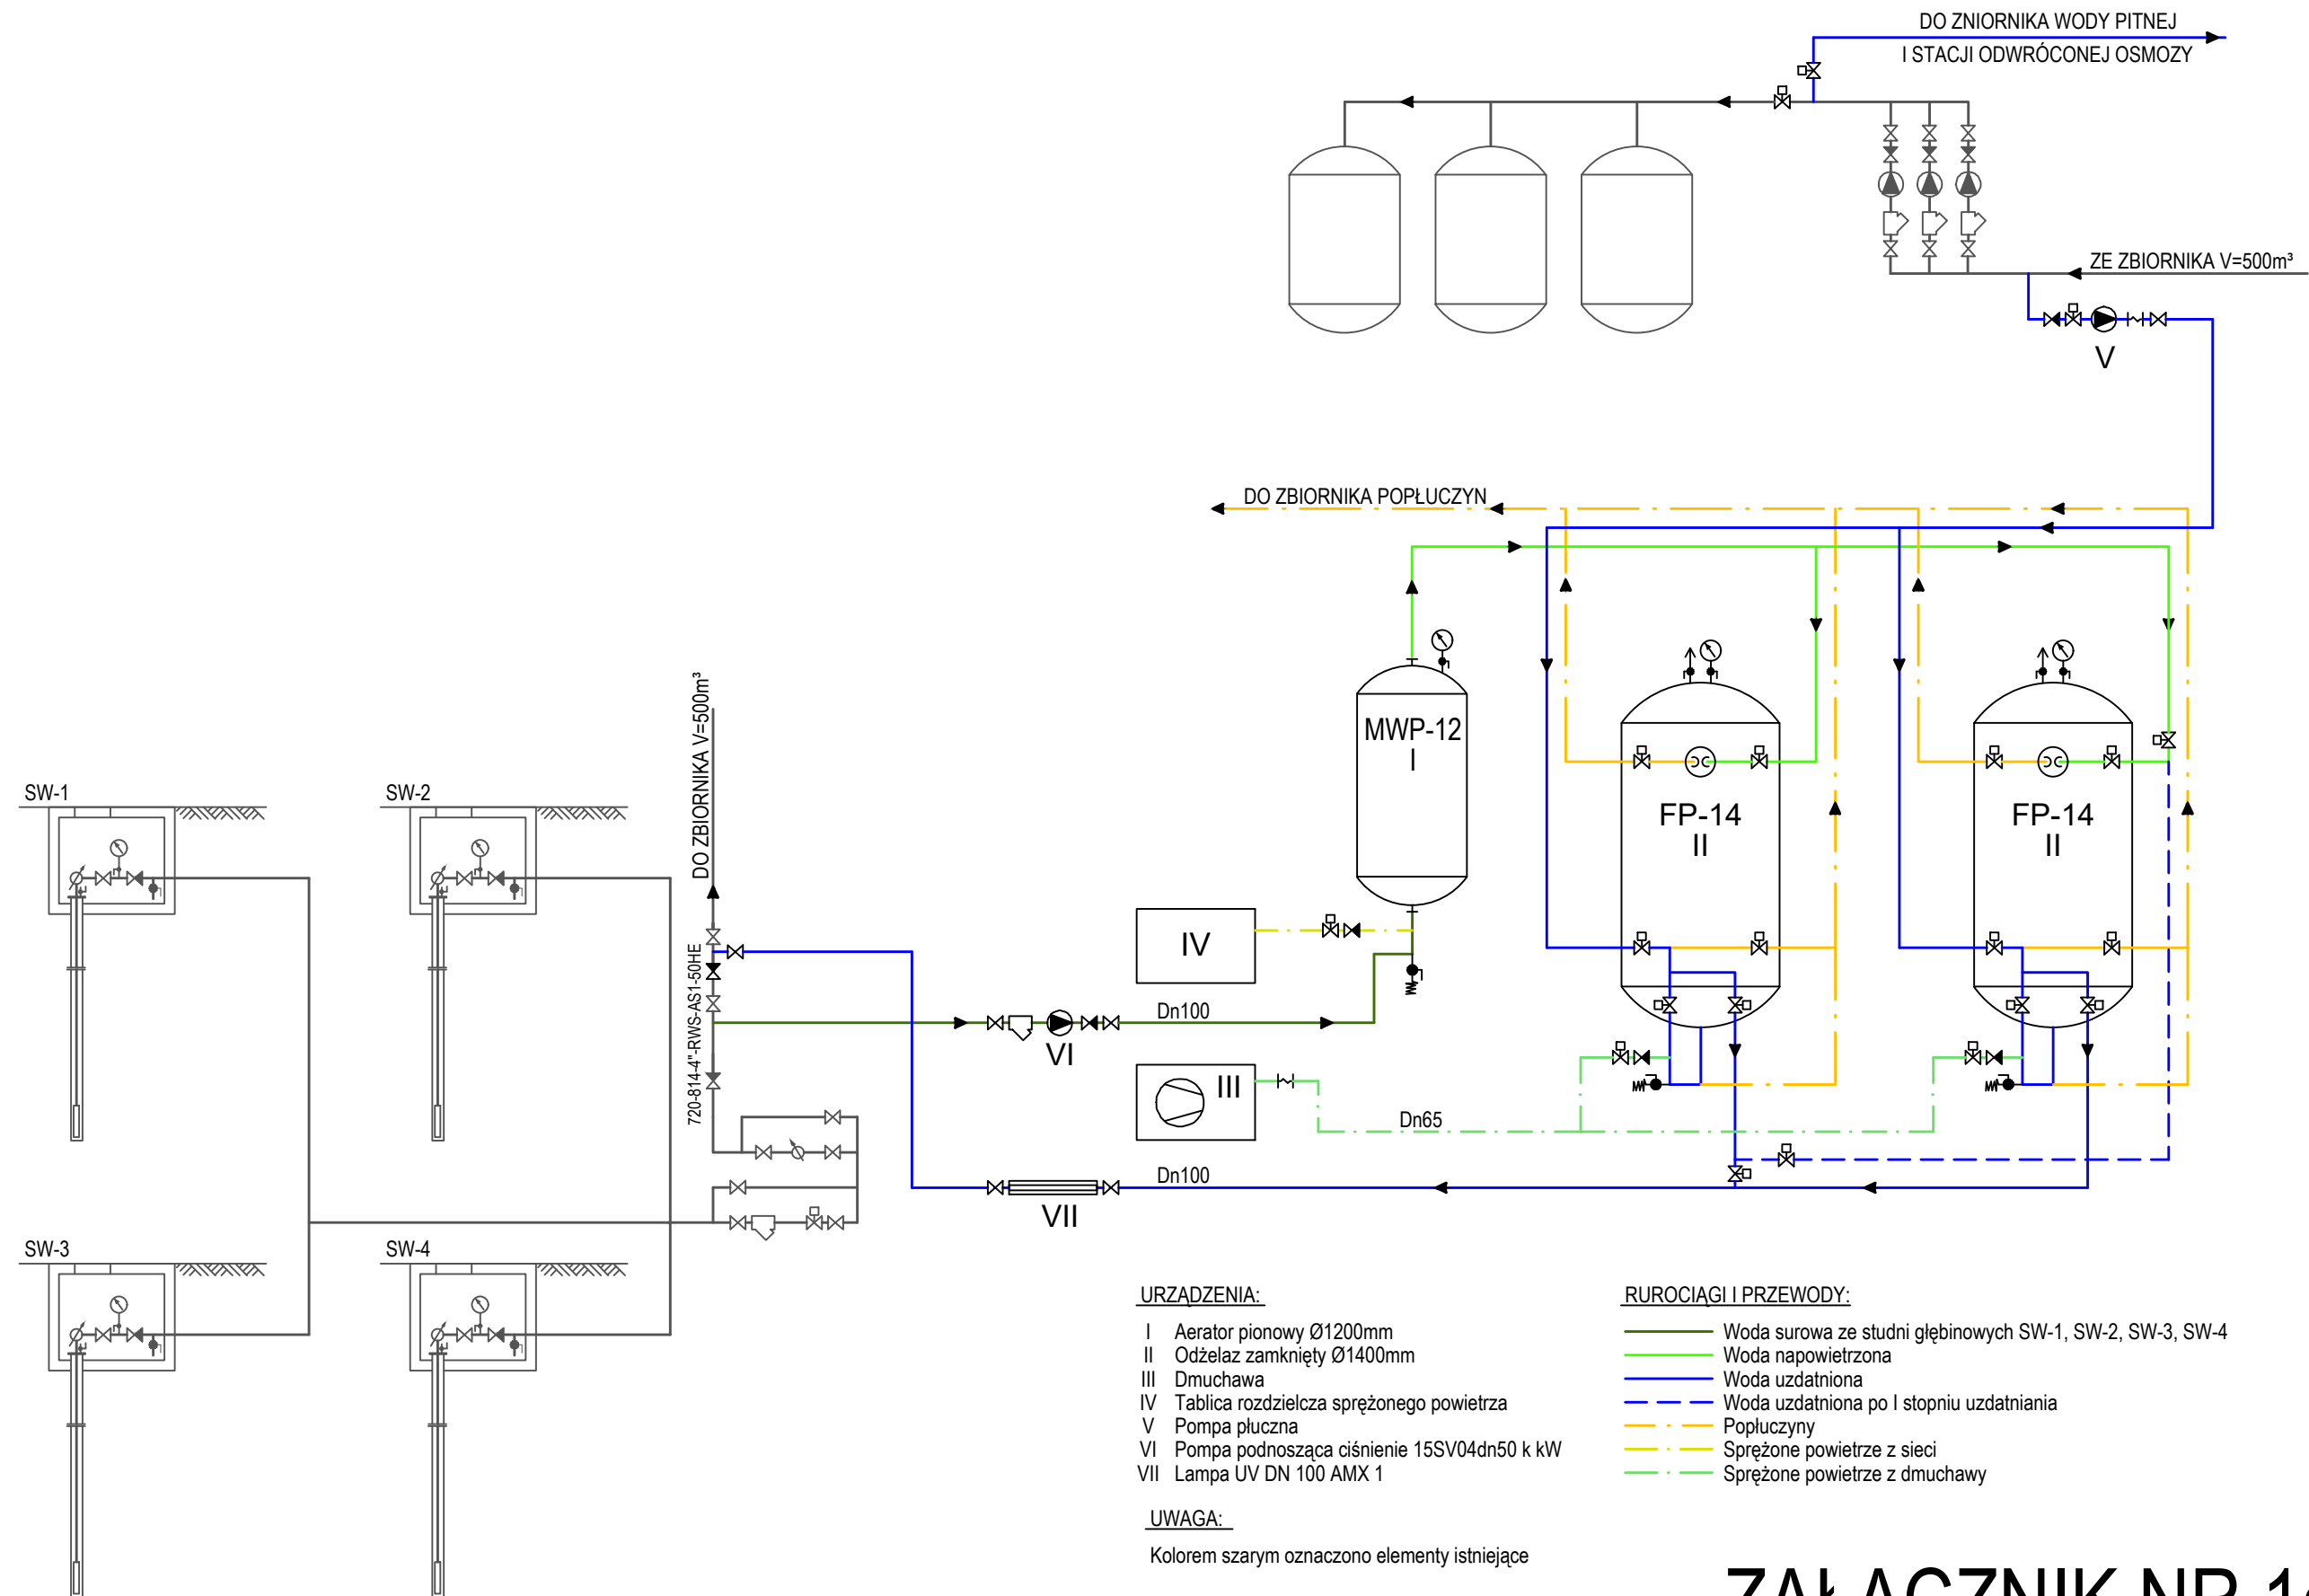 DO ZNIORNIKA WODY PITNEJ
I STACJI ODWRÓCONEJ OSMOZY
ZE ZBIORNIKA V=500m³
V
DO ZBIORNIKA POPŁUCZYN
DO ZBIORNIKA V=500m³
720-814-4"-RWS-AS1-50HE
MWP-12
I
FP-14
II
FP-14
II
SW-1
SW-2
IV
Dn100
VI
III
Dn65
Dn100
VII
SW-3
SW-4
URZĄDZENIA:
I Aerator pionowy Ø1200mm
II Odżelaz zamknięty Ø1400mm
III Dmuchawa
IV Tablica rozdzielcza sprężonego powietrza
V Pompa płuczna
VI Pompa podnosząca ciśnienie 15SV04dn50 k kW
VII Lampa UV DN 100 AMX 1
RUROCIĄGI I PRZEWODY:
Woda surowa ze studni głębinowych SW-1, SW-2, SW-3, SW-4
Woda napowietrzona
Woda uzdatniona
Woda uzdatniona po I stopniu uzdatniania
Popłuczyny
Sprężone powietrze z sieci
Sprężone powietrze z dmuchawy
UWAGA:
Kolorem szarym oznaczono elementy istniejące
ZAŁĄCZNIK NR